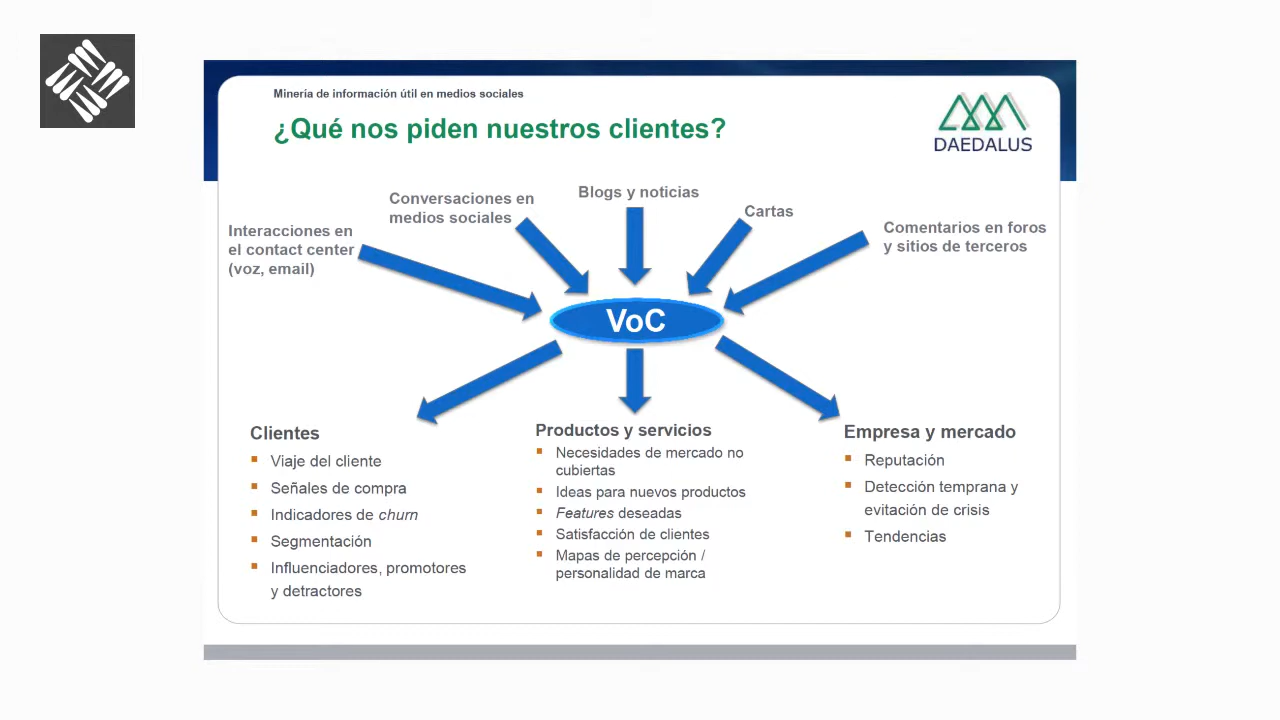 Minería de información útil en medios sociales
¿Qué nos piden nuestros clientes?
DAEDALUS
Interacciones en
el contact center
(voz, email)
Conversaciones en
medios sociales
Blogs y noticias
Cartas
Comentarios en foros
y sitios de terceros
VoC
Clientes
Viaje del cliente
Señales de compra
Indicadores de churn
Segmentación
Influenciadores, promotores
y detractores
Productos y servicios
Necesidades de mercado no
cubiertas
Ideas para nuevos productos
Features deseadas
Satisfacción de clientes
Mapas de percepción /
personalidad de marca
Empresa y mercado
Reputación
Detección temprana y
evitación de crisis
Tendencias